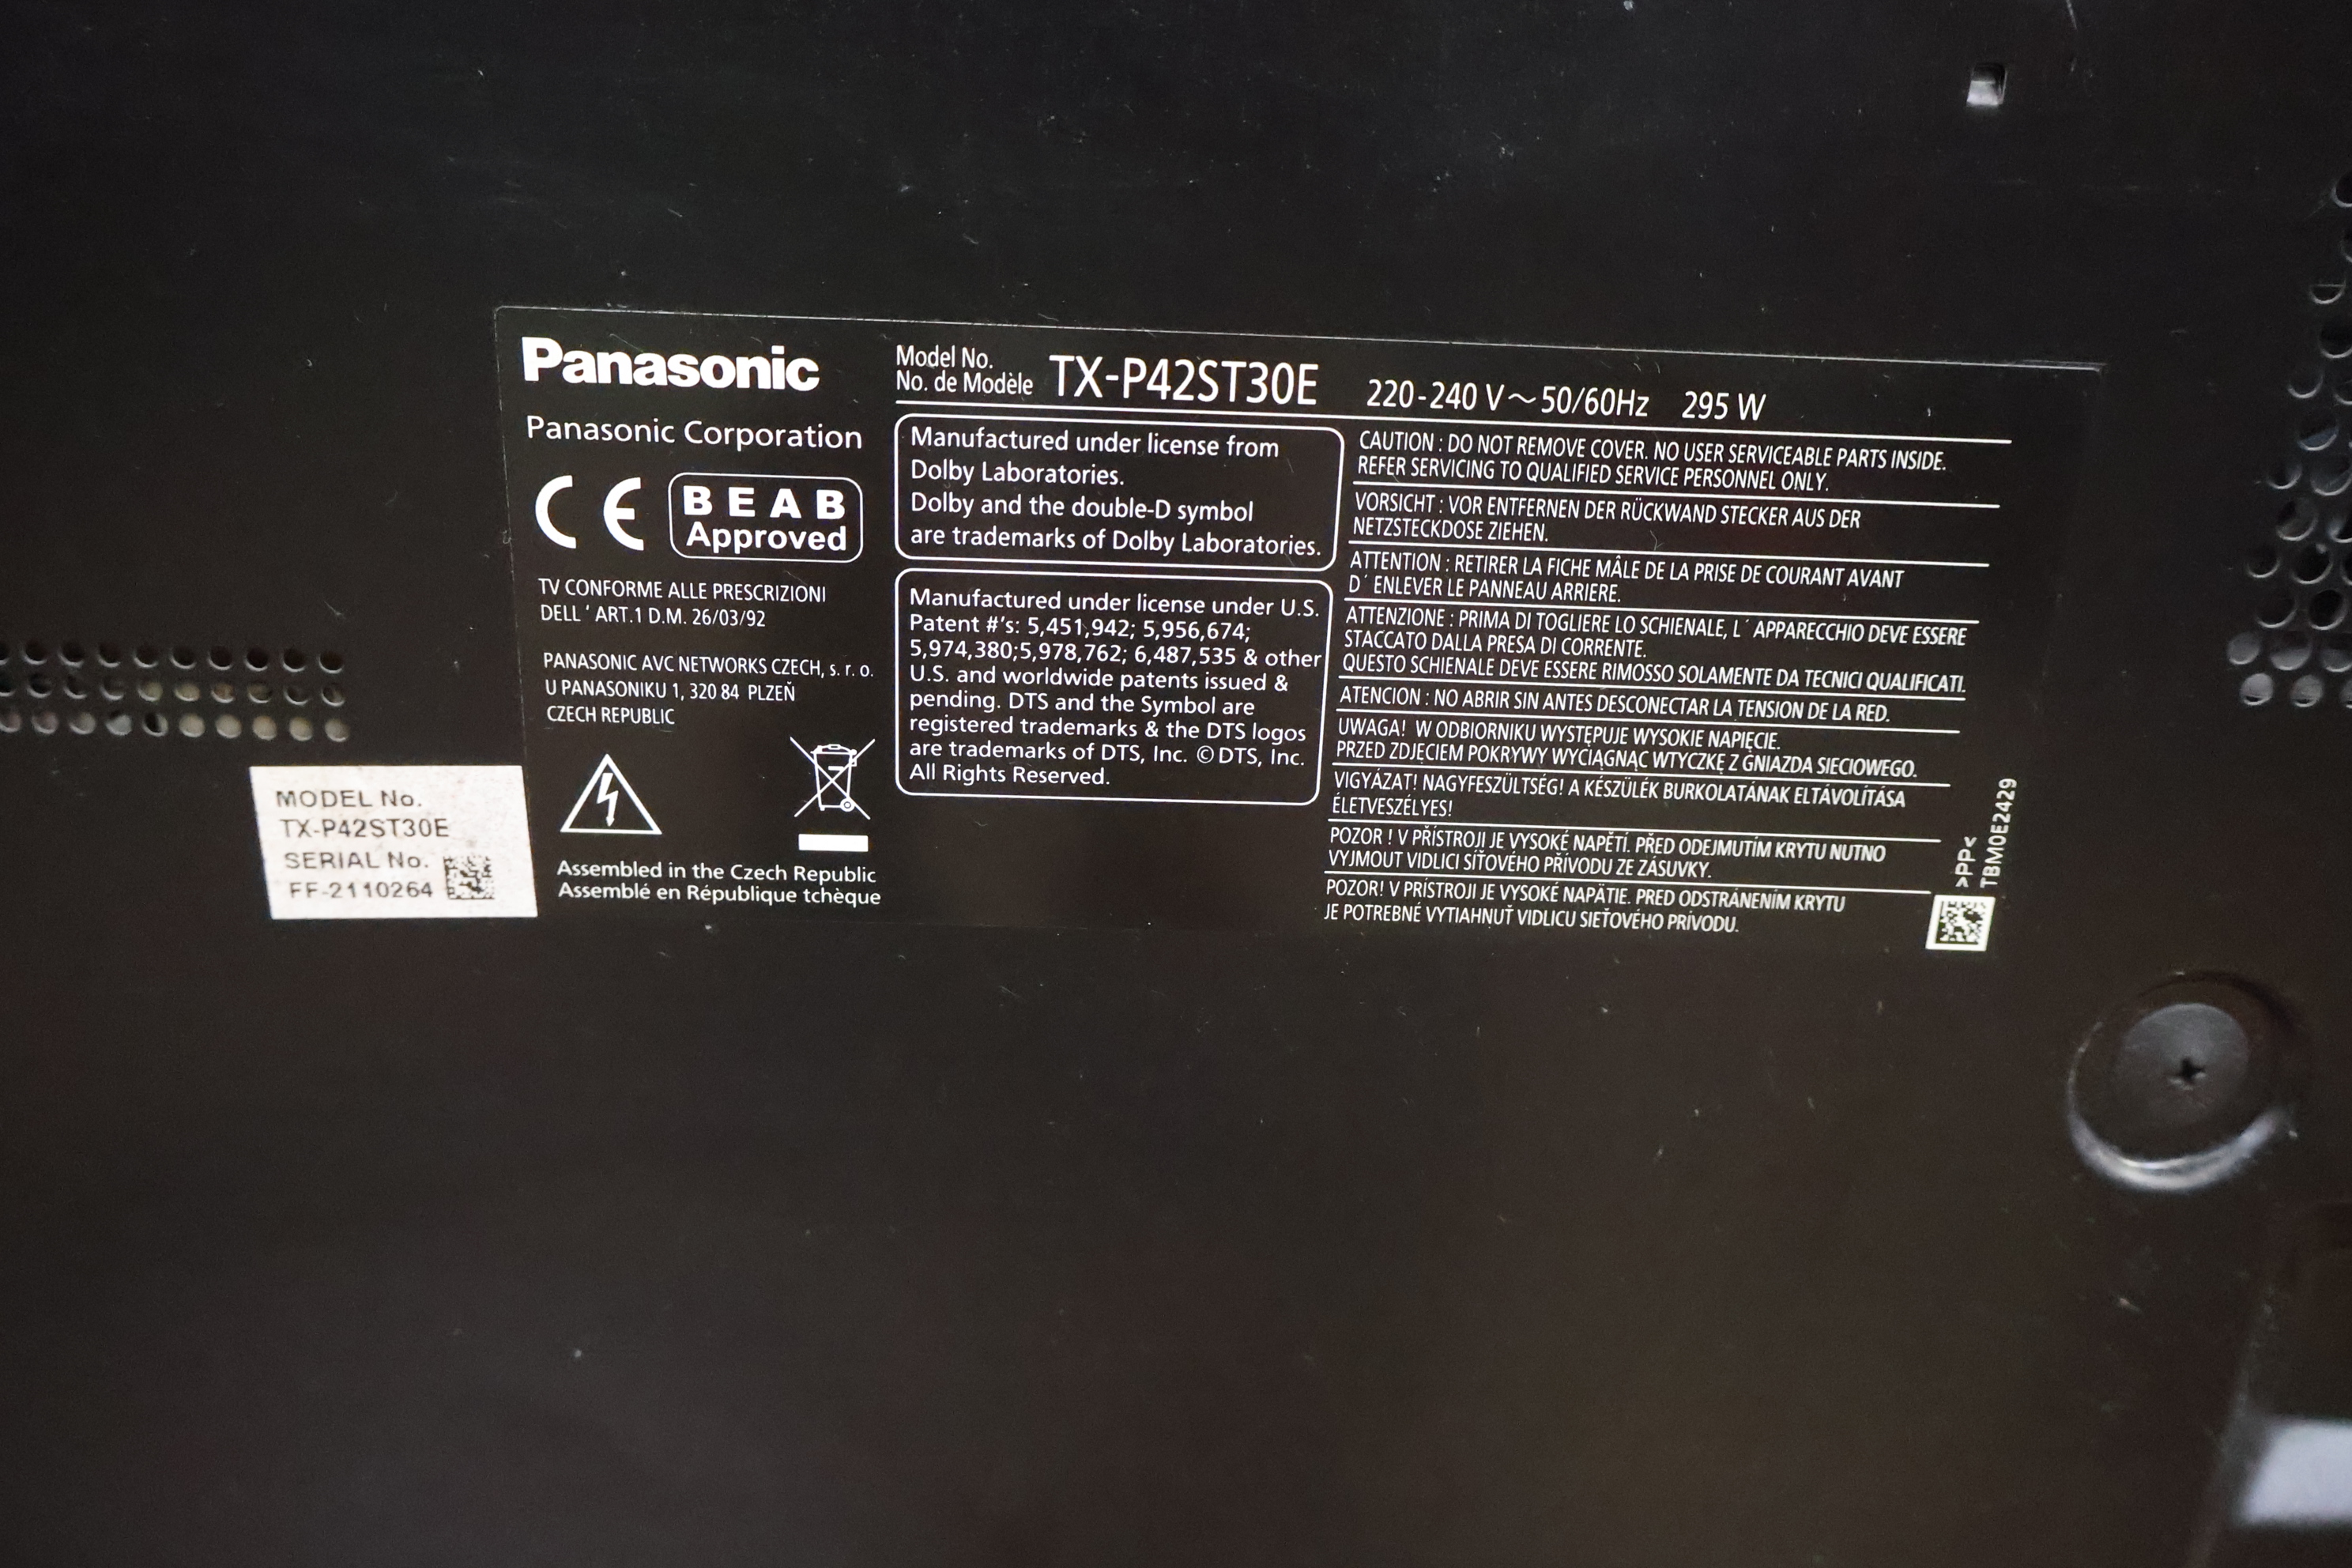 Panasonic
Panasonic Corporation
CE
BEAB
Approved
TV CONFORME ALLE PRESCRIZIONI
DELL ' ART.1 D.M. 26/03/92
PANASONIC AVC NETWORKS CZECH, s. r. o.
U PANASONIKU 1, 320 84 PLZEŇ
CZECH REPUBLIC
Assembled in the Czech Republic
Assemblé en République tchèque
MODEL No.
TX-P42ST30E
SERIAL No.
FF-2110264
Model No.
No. de Modèle
TX-P42ST30E 220-240 V~50/60Hz 295 W
Manufactured under license from
Dolby Laboratories.
Dolby and the double-D symbol
are trademarks of Dolby Laboratories.
Manufactured under license under U.S.
Patent #'s: 5,451,942; 5,956,674;
5,974,380;5,978,762; 6,487,535 & other
U.S. and worldwide patents issued &
pending. DTS and the Symbol are
registered trademarks & the DTS logos
are trademarks of DTS, Inc. © DTS, Inc.
All Rights Reserved.
CAUTION : DO NOT REMOVE COVER. NO USER SERVICEABLE PARTS INSIDE.
REFER SERVICING TO QUALIFIED SERVICE PERSONNEL ONLY.
VORSICHT : VOR ENTFERNEN DER RÜCKWAND STECKER AUS DER
NETZSTECKDOSE ZIEHEN.
ATTENTION : RETIRER LA FICHE MÂLE DE LA PRISE DE COURANT AVANT
D´ ENLEVER LE PANNEAU ARRIERE.
ATTENZIONE : PRIMA DI TOGLIERE LO SCHIENALE, L´ APPARECCHIO DEVE ESSERE
STACCATO DALLA PRESA DI CORRENTE.
QUESTO SCHIENALE DEVE ESSERE RIMOSSO SOLAMENTE DA TECNICI QUALIFICATI.
ATENCION : NO ABRIR SIN ANTES DESCONECTAR LA TENSION DE LA RED.
UWAGA! W ODBIORNIKU WYSTĘPUJE WYSOKIE NAPIĘCIE.
PRZED ZDJĘCIEM POKRYWY WYCIĄGNĄC WTYCZKĘ Z GNIAZDA SIECIOWEGO.
VIGYÁZAT! NAGYFESZÜLTSÉG! A KÉSZÜLÉK BURKOLATÁNAK ELTÁVOLÍTÁSA
ÉLETVESZÉLYES!
POZOR ! V PŘÍSTROJI JE VYSOKÉ NAPĚTÍ. PŘED ODEJMUTÍM KRYTU NUTNO
VYJMOUT VIDLICI SÍŤOVÉHO PŘÍVODU ZE ZÁSUVKY.
POZOR! V PRÍSTROJI JE VYSOKÉ NAPÄTIE. PRED ODSTRÁNENÍM KRYTU
JE POTREBNÉ VYTIAHNUŤ VIDLICU SIEŤOVÉHO PRÍVODU.
>PP<
TBM0E2429